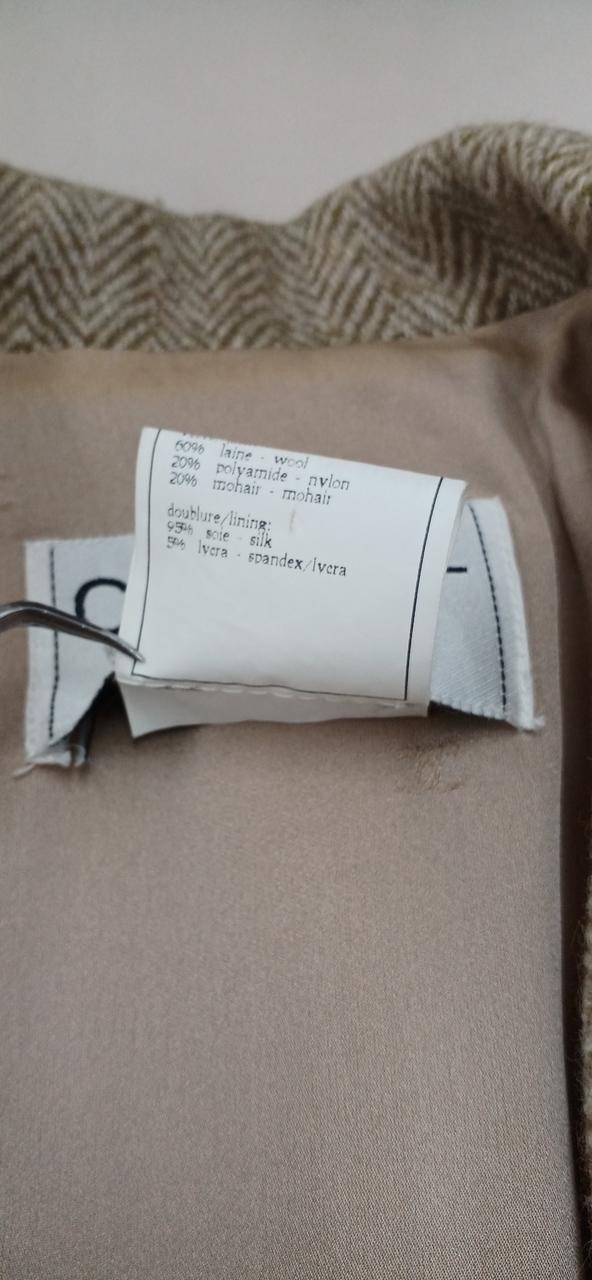 60% laine - wool
20% polyamide - nylon
20% mohair - mohair
doublure/lining:
95% soie - silk
5% lycra - spandex/lycra
C